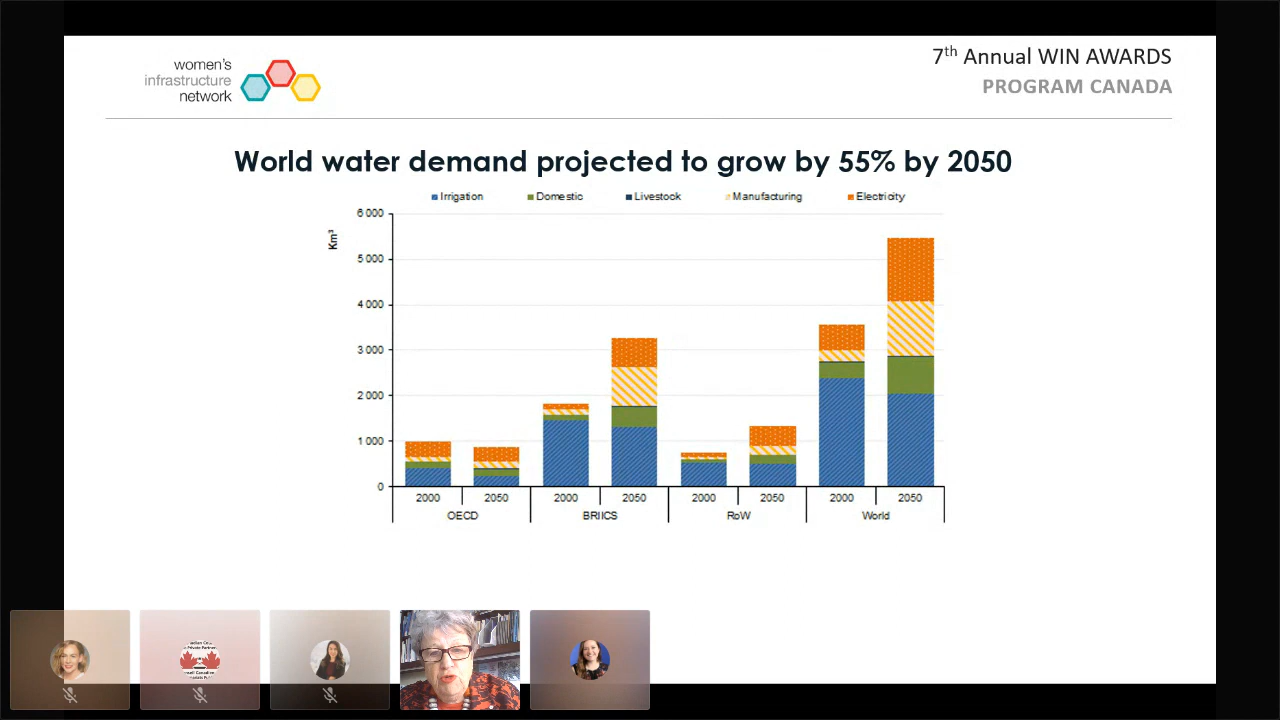 women's
infrastructure
network
7th Annual WIN AWARDS
PROGRAM CANADA
World water demand projected to grow by 55% by 2050
Irrigation Domestic Livestock Manufacturing Electricity
Km³
6 000
5 000
4 000
3 000
2 000
1 000
0
2000 2050 2000 2050 2000 2050 2000 2050
OECD BRIICS RoW World